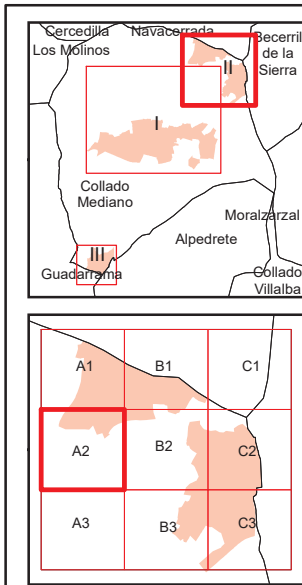 Cercedilla Navacerrada Becerril
Los Molinos de la
Sierra
II
I
Collado
Mediano
Moralzarzal
Alpedrete
III
Guadarrama Collado
Villalba
A1 B1 C1
A2 B2 C2
A3 B3 C3